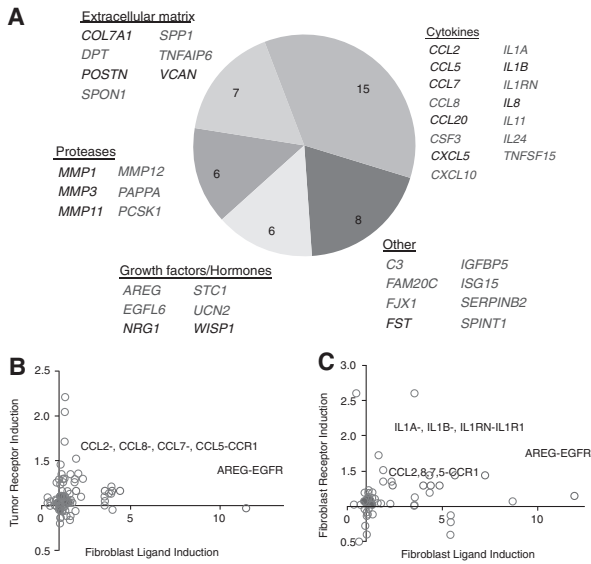 A
Extracellular matrix
COL7A1 SPP1
DPT TNFAIP6
POSTN VCAN
SPON1
Cytokines
CCL2 IL1A
CCL5 IL1B
CCL7 IL1RN
CCL8 IL8
CCL20 IL11
CSF3 IL24
CXCL5 TNFSF15
CXCL10
15
7
6
6
8
Proteases
MMP1 MMP12
MMP3 PAPPA
MMP11 PCSK1
Growth factors/Hormones
AREG STC1
EGFL6 UCN2
NRG1 WISP1
Other
C3 IGFBP5
FAM20C ISG15
FJX1 SERPINB2
FST SPINT1
B
Tumor Receptor Induction
2.5
1.5
0.5
CCL2-, CCL8-, CCL7-, CCL5-CCR1
AREG-EGFR
0 5 10
Fibroblast Ligand Induction
C
Fibroblast Receptor Induction
3.0
2.5
2.0
1.5
1.0
0.5
IL1A-, IL1B-, IL1RN-IL1R1
AREG-EGFR
CCL2,8,7,5-CCR1
0 5 10
Fibroblast Ligand Induction